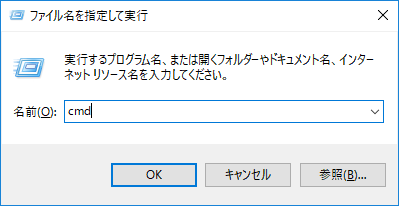 ファイル名を指定して実行
実行するプログラム名、または開くフォルダーやドキュメント名、インター
ネット リソース名を入力してください。
名前(O): cmd
OK キャンセル 参照(B)...